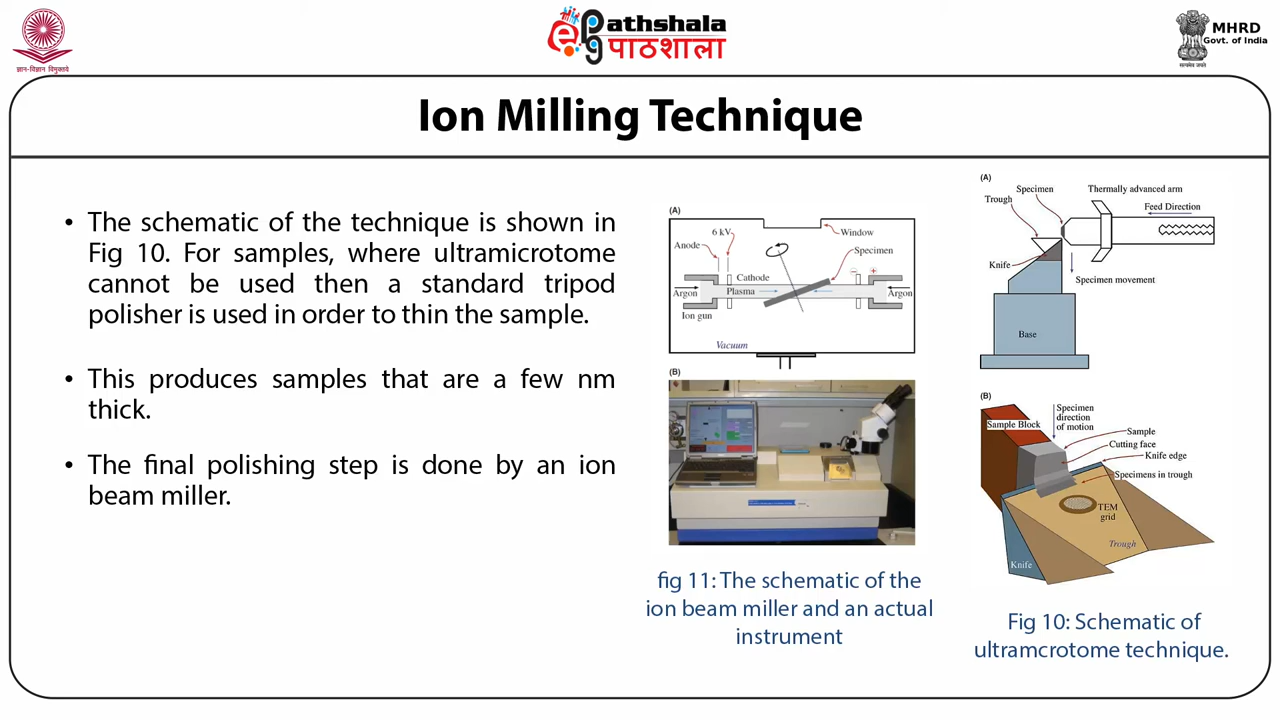 ePG Pathshala
पाठशाला
ज्ञान-विज्ञान विमुक्तये
MHRD
Govt. of India
सत्यमेव जयते
Ion Milling Technique
• The schematic of the technique is shown in
Fig 10. For samples, where ultramicrotome
cannot be used then a standard tripod
polisher is used in order to thin the sample.
• This produces samples that are a few nm
thick.
• The final polishing step is done by an ion
beam miller.
(A)
6 kV
Window
Anode
Specimen
Cathode
− +
Argon
Plasma
Argon
Ion gun
Vacuum
(B)
fig 11: The schematic of the
ion beam miller and an actual
instrument
(A)
Specimen
Thermally advanced arm
Trough
Feed Direction
Knife
Specimen movement
Base
(B)
Specimen
direction
of motion
Sample Block
Sample
Cutting face
Knife edge
Specimens in trough
TEM
grid
Trough
Knife
Fig 10: Schematic of
ultramcrotome technique.